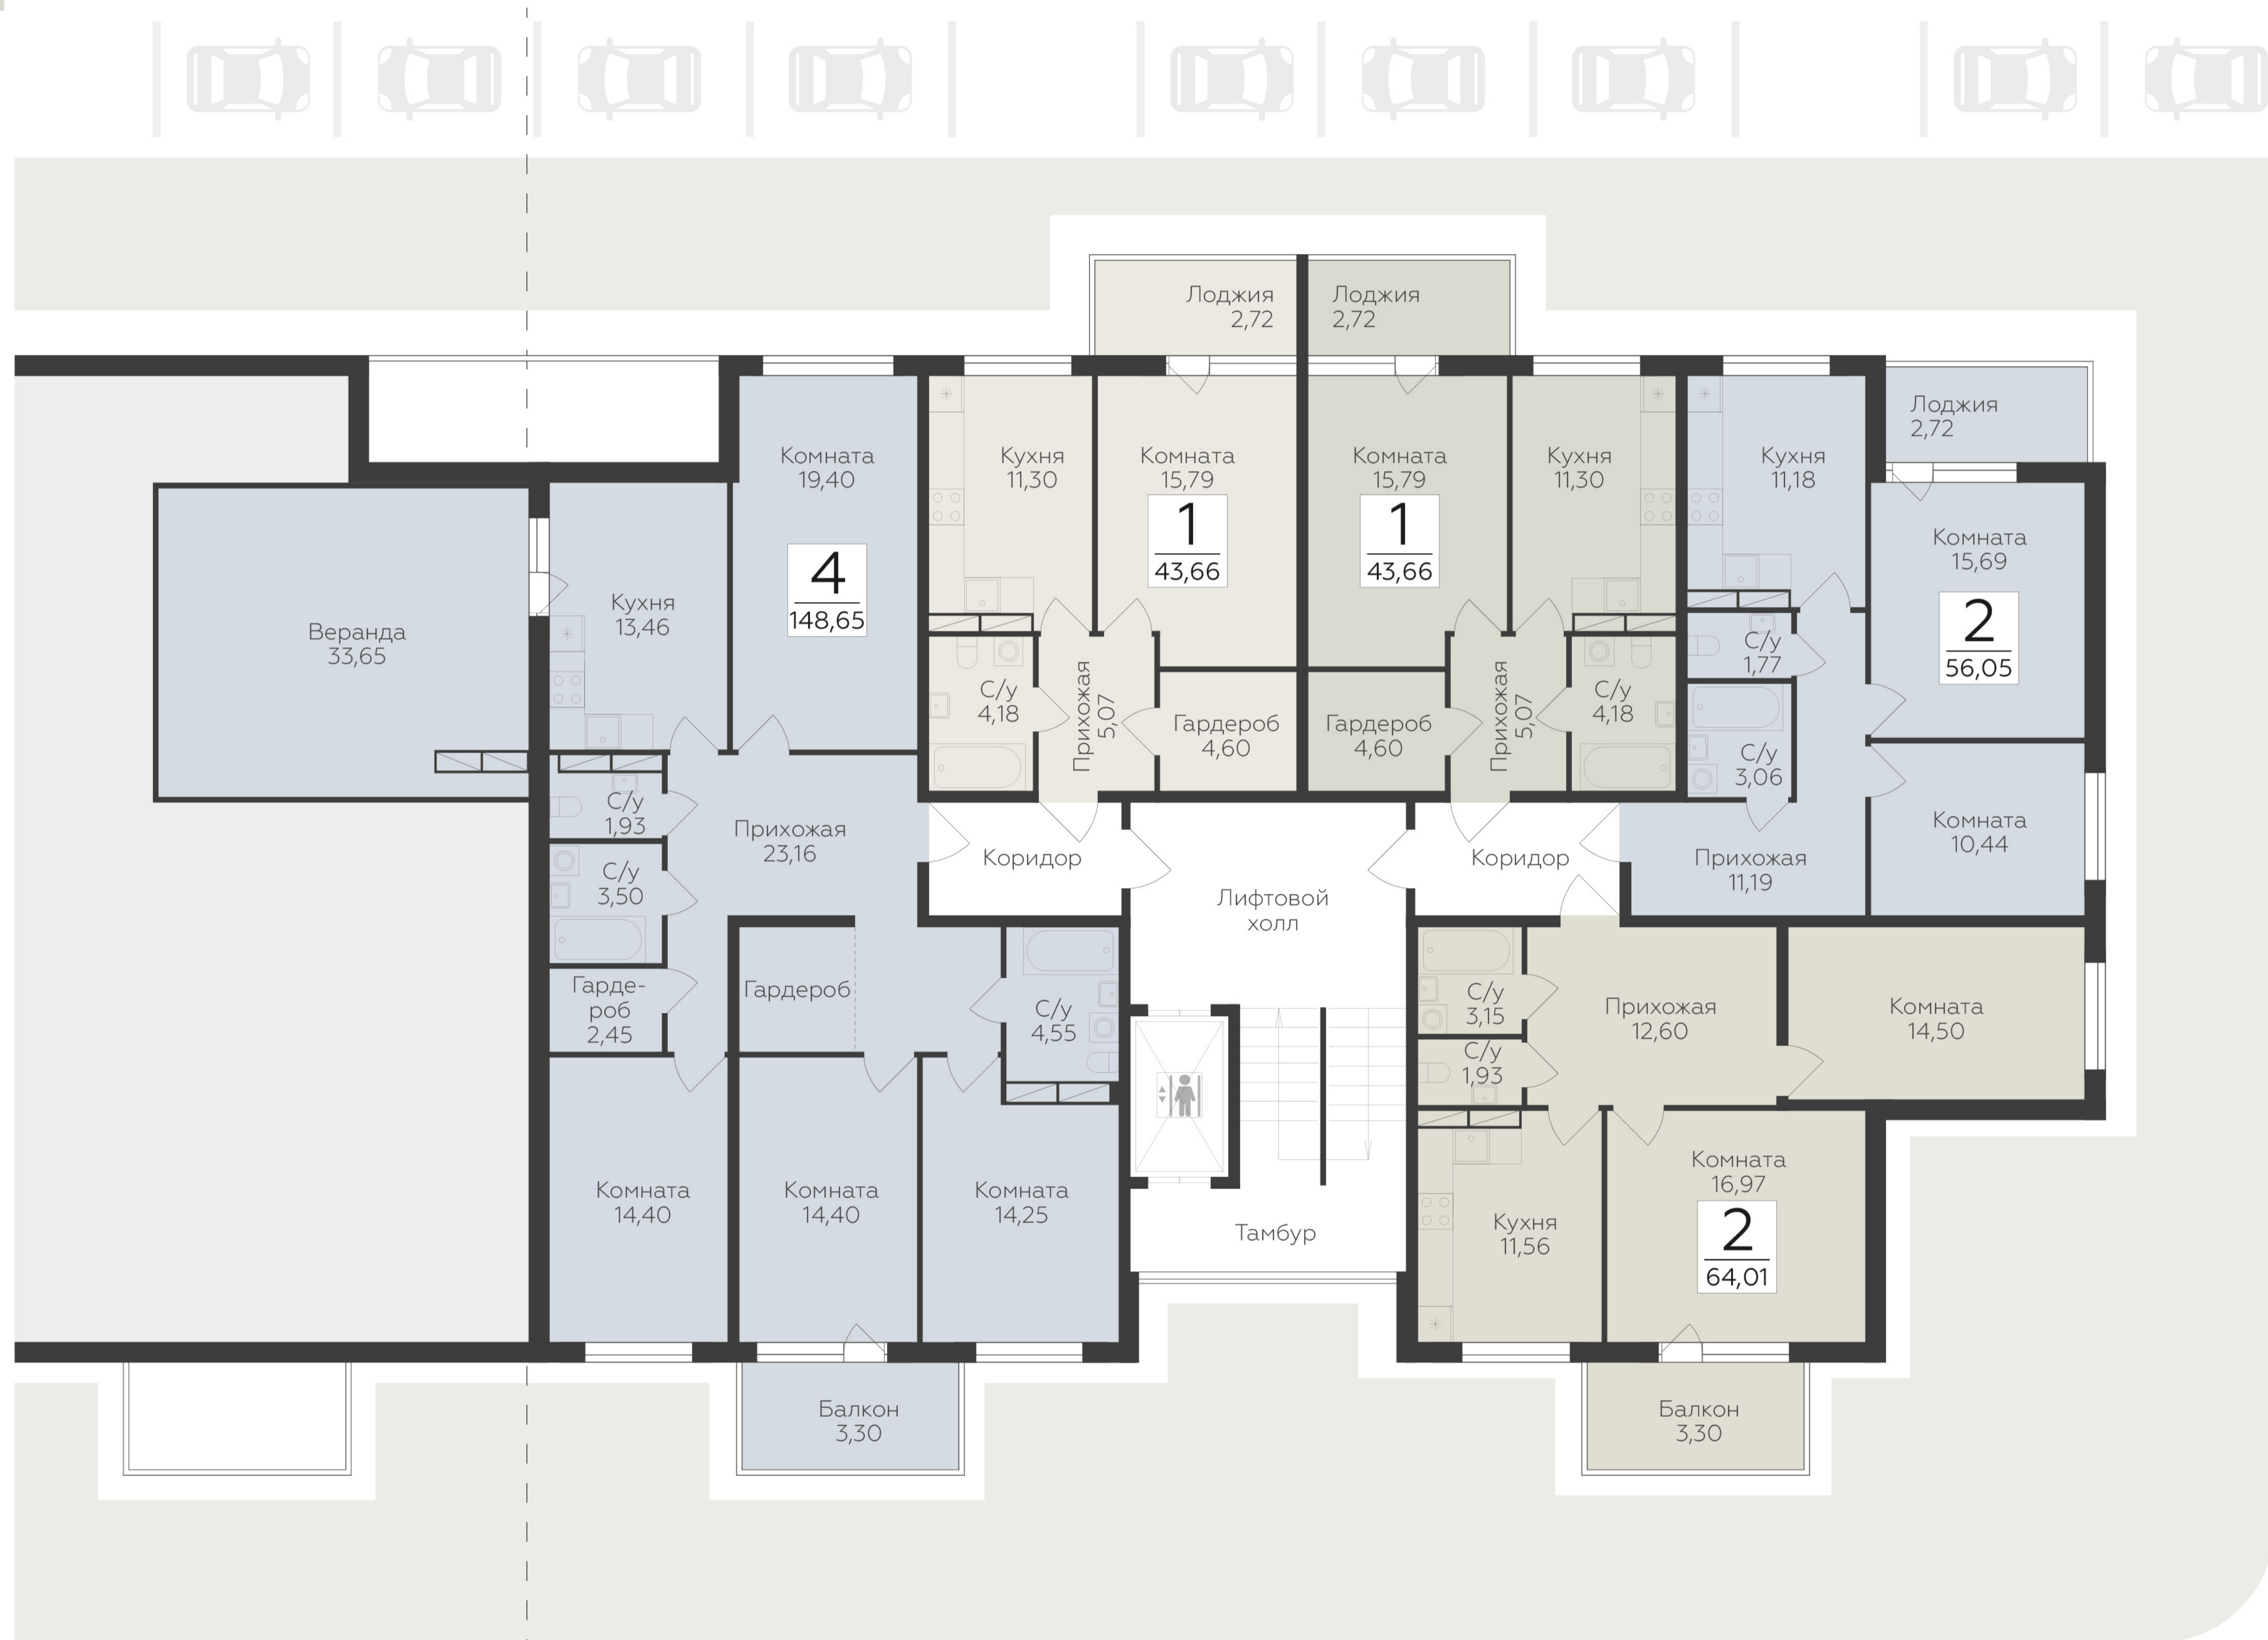 Лоджия
2,72
Лоджия
2,72
Лоджия
2,72
Комната
19,40
4
148,65
Кухня
11,30
Комната
15,79
1
43,66
Комната
15,79
1
43,66
Кухня
11,30
Кухня
11,18
Комната
15,69
2
56,05
Веранда
33,65
Кухня
13,46
С/у
4,18
Прихожая
5,07
Гардероб
4,60
Гардероб
4,60
Прихожая
5,07
С/у
4,18
С/у
1,77
С/у
3,06
С/у
1,93
Прихожая
23,16
Коридор
Лифтовой
холл
Коридор
Прихожая
11,19
Комната
10,44
С/у
3,50
Гарде-
роб
2,45
Гардероб
С/у
4,55
С/у
3,15
С/у
1,93
Прихожая
12,60
Комната
14,50
Комната
14,40
Комната
14,40
Комната
14,25
Тамбур
Кухня
11,56
Комната
16,97
2
64,01
Балкон
3,30
Балкон
3,30